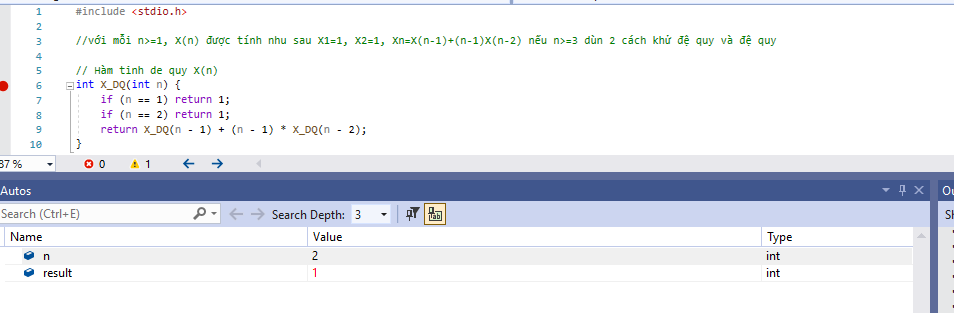 1 #include <stdio.h>
2
3 //với mỗi n>=1, X(n) được tính nhu sau X1=1, X2=1, Xn=X(n-1)+(n-1)X(n-2) nếu n>=3 dùn 2 cách khử đệ quy và đệ quy
4
5 // Hàm tinh de quy X(n)
6 int X_DQ(int n) {
7 if (n == 1) return 1;
8 if (n == 2) return 1;
9 return X_DQ(n - 1) + (n - 1) * X_DQ(n - 2);
10 }
87 % 0 1
Autos
Search (Ctrl+E) Search Depth: 3
Name Value Type
n 2 int
result 1 int